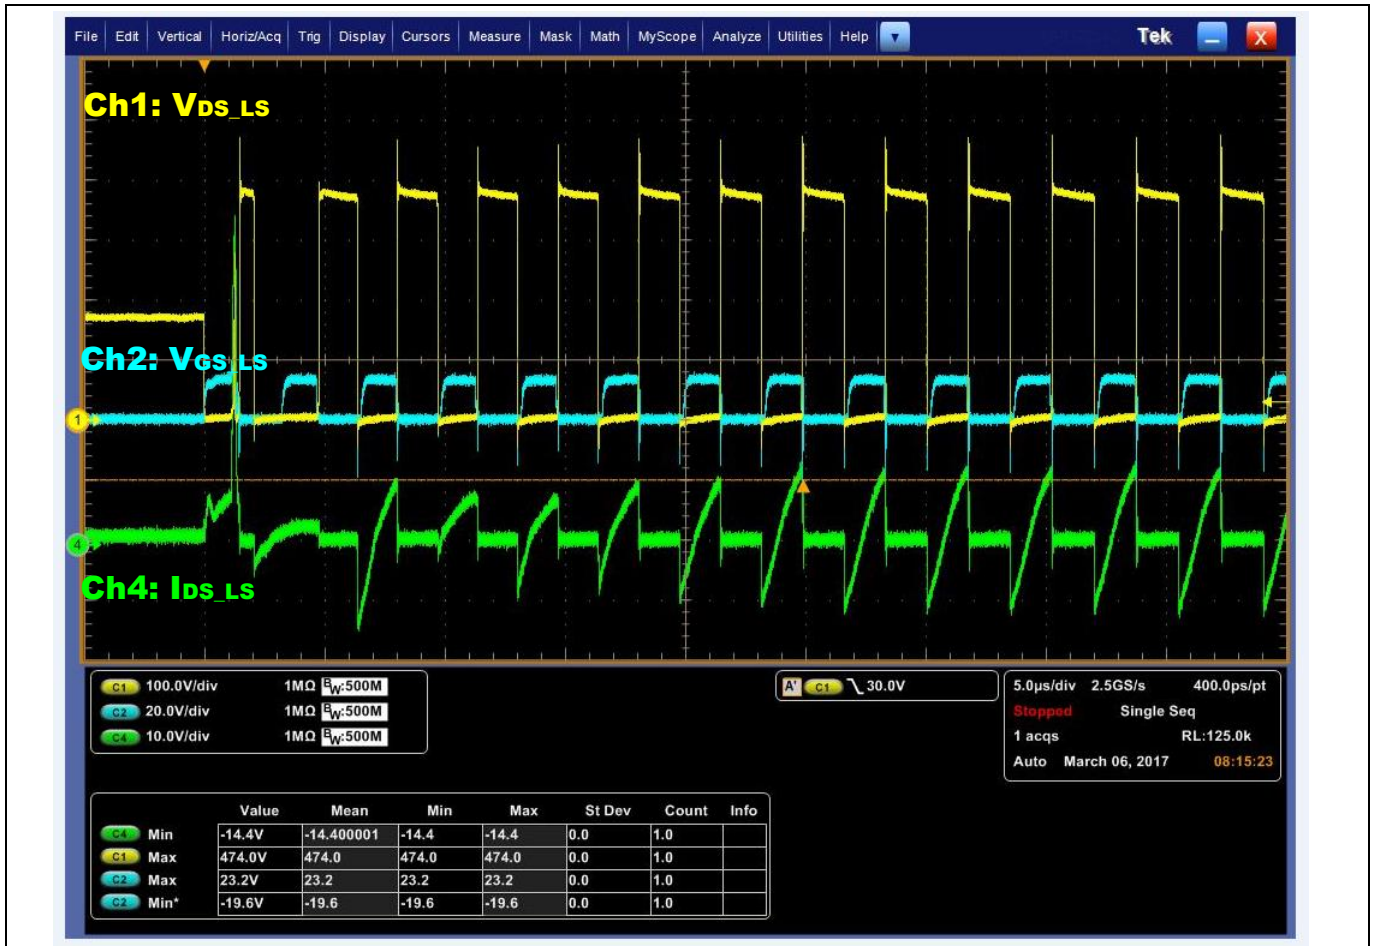 File Edit Vertical Horiz/Acq Trig Display Cursors Measure Mask Math MyScope Analyze Utilities Help Tek X
Ch1: VDS_LS
Ch2: VGS_LS
1
4
Ch4: IDS_LS
C1 100.0V/div 1MΩ BW:500M
C2 20.0V/div 1MΩ BW:500M
C4 10.0V/div 1MΩ BW:500M
A' C1 30.0V
5.0µs/div 2.5GS/s 400.0ps/pt
Stopped Single Seq
1 acqs RL:125.0k
Auto March 06, 2017 08:15:23
Value Mean Min Max St Dev Count Info
C4 Min -14.4V -14.400001 -14.4 -14.4 0.0 1.0
C1 Max 474.0V 474.0 474.0 474.0 0.0 1.0
C2 Max 23.2V 23.2 23.2 23.2 0.0 1.0
C2 Min* -19.6V -19.6 -19.6 -19.6 0.0 1.0